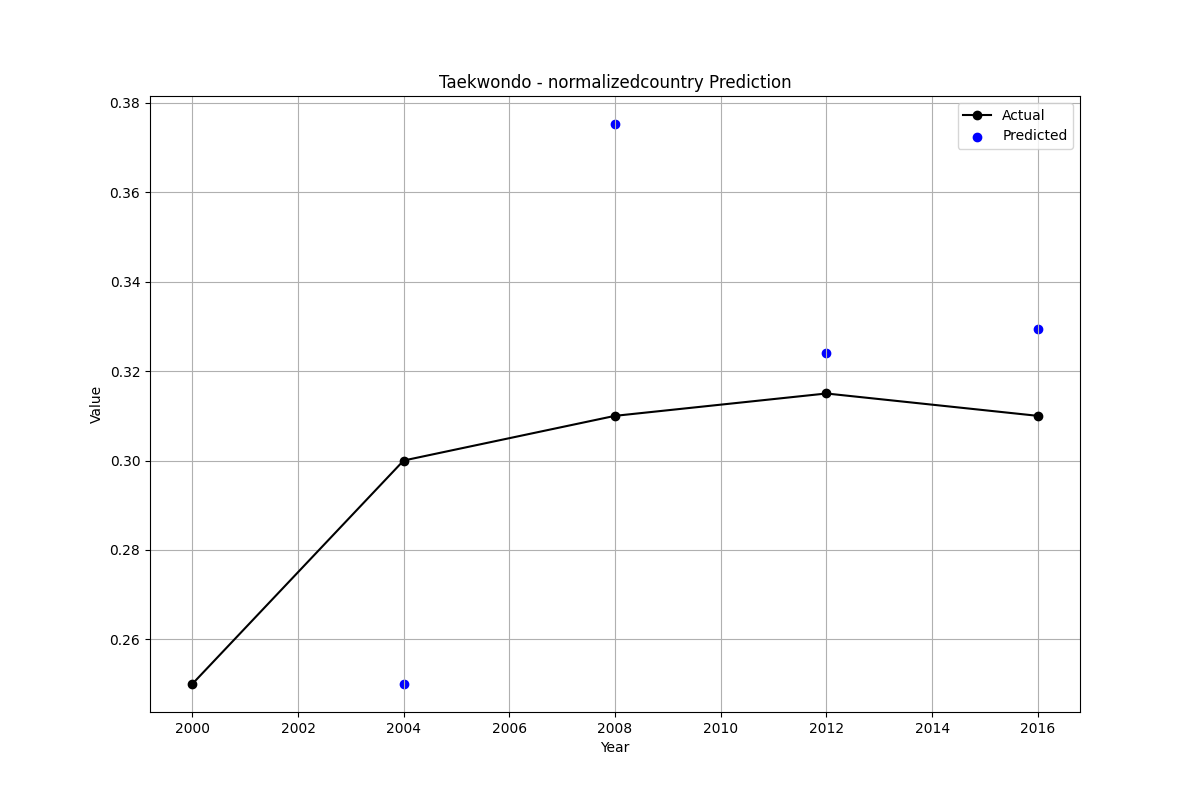 Taekwondo - normalizedcountry Prediction
Actual
Predicted
0.38
0.36
0.34
0.32
0.30
0.28
0.26
Value
2000 2002 2004 2006 2008 2010 2012 2014 2016
Year